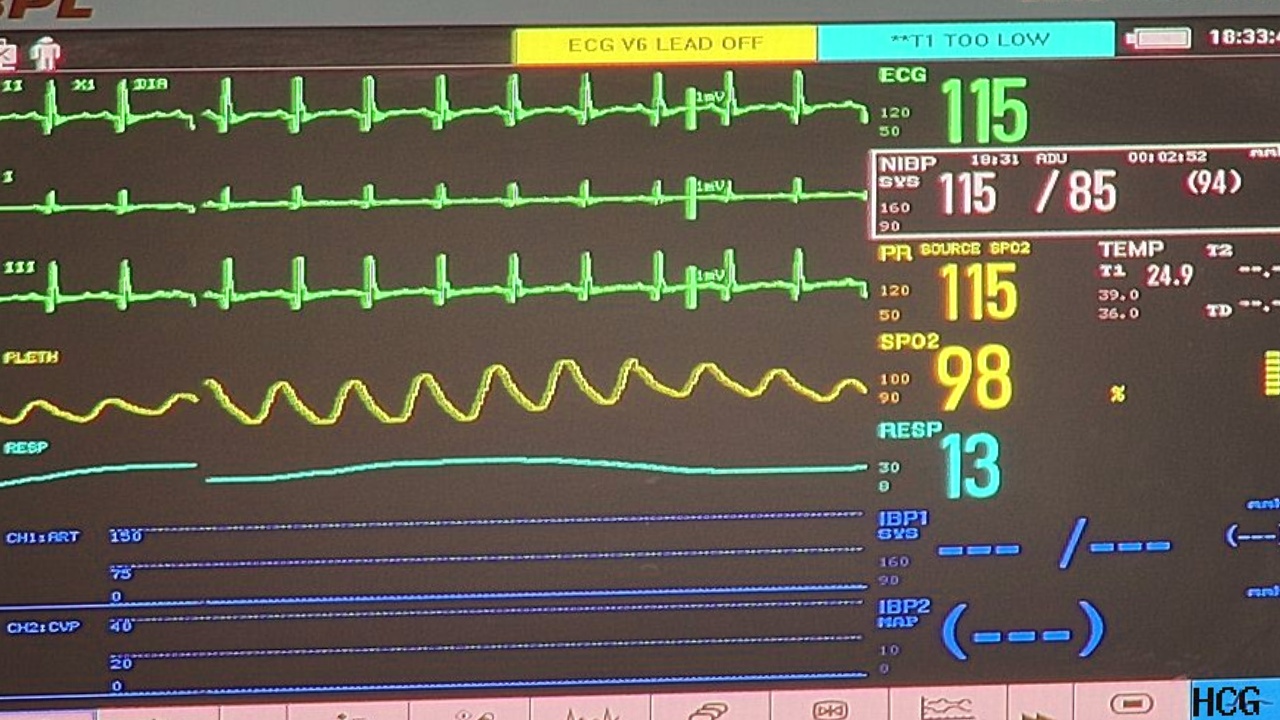 BPL
ECG V6 LEAD OFF **T1 TOO LOW 18:33:4
II X1 DIA 1mV ECG 115
120
50
I 1mV NIBP 18:31 ADU 00:02:52
SYS 115 / 85 (94)
160
90
III 1mV PR SOURCE SPO2 115 TEMP T2
120 T1 24.9 --.-
50 39.0
36.0 TD --.-
PLETH SPO2 98 %
100
90
RESP RESP 13
30
8
CH1:ART 150 IBP1
SYS --- / --- (---
75 160
0 90
CH2:CVP 40 IBP2
MAP (---)
20 10
0 0
HCG